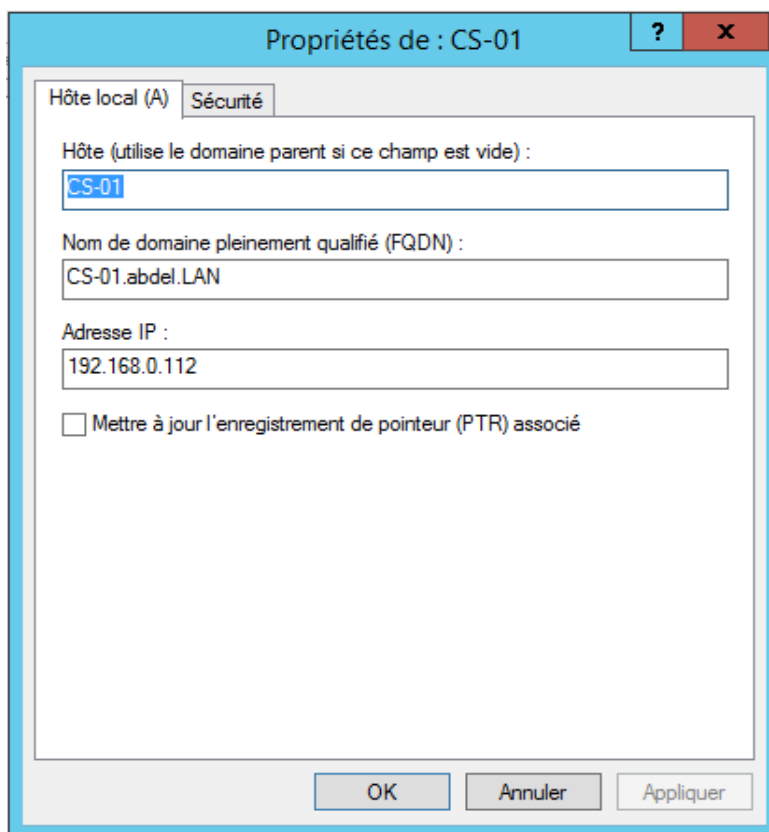 Propriétés de : CS-01
?
x
Hôte local (A)
Sécurité
Hôte (utilise le domaine parent si ce champ est vide) :
CS-01
Nom de domaine pleinement qualifié (FQDN) :
CS-01.abdel.LAN
Adresse IP :
192.168.0.112
Mettre à jour l'enregistrement de pointeur (PTR) associé
OK
Annuler
Appliquer